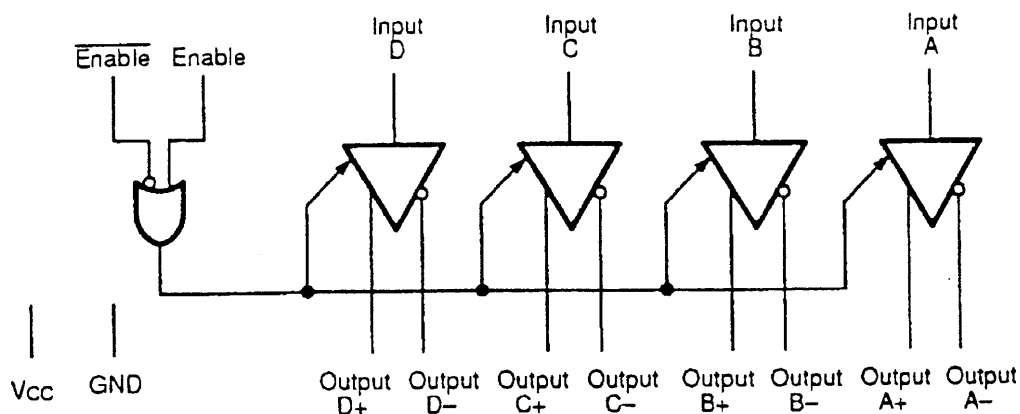 Input
D
Input
C
Input
B
Input
A
Enable Enable
Vcc GND
Output
D+
Output
D−
Output
C+
Output
C−
Output
B+
Output
B−
Output
A+
Output
A−